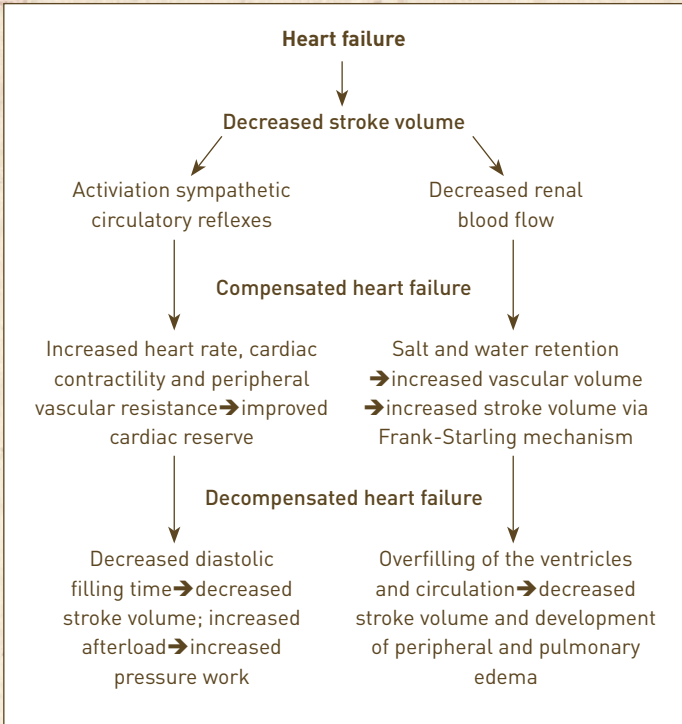 Heart failure
Decreased stroke volume
Activiation sympathetic
circulatory reflexes
Decreased renal
blood flow
Compensated heart failure
Increased heart rate, cardiac
contractility and peripheral
vascular resistance➔improved
cardiac reserve
Salt and water retention
➔increased vascular volume
➔increased stroke volume via
Frank-Starling mechanism
Decompensated heart failure
Decreased diastolic
filling time➔decreased
stroke volume; increased
afterload➔increased
pressure work
Overfilling of the ventricles
and circulation➔decreased
stroke volume and development
of peripheral and pulmonary
edema